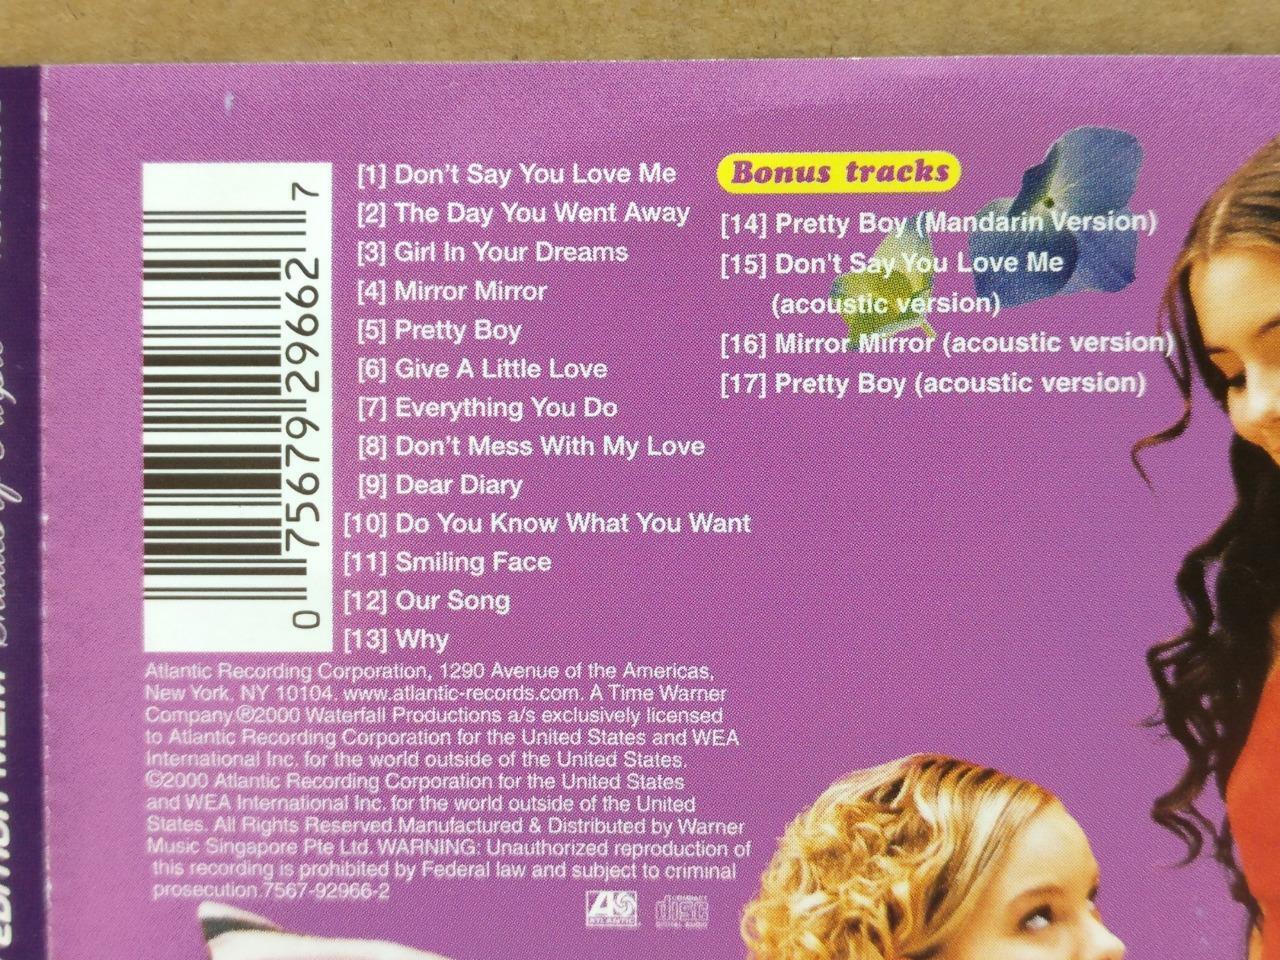 [1] Don't Say You Love Me
[2] The Day You Went Away
[3] Girl In Your Dreams
[4] Mirror Mirror
[5] Pretty Boy
[6] Give A Little Love
[7] Everything You Do
[8] Don't Mess With My Love
[9] Dear Diary
[10] Do You Know What You Want
[11] Smiling Face
[12] Our Song
[13] Why
Bonus tracks
[14] Pretty Boy (Mandarin Version)
[15] Don't Say You Love Me
(acoustic version)
[16] Mirror Mirror (acoustic version)
[17] Pretty Boy (acoustic version)
0 75679 29662 7
Atlantic Recording Corporation, 1290 Avenue of the Americas,
New York, NY 10104. www.atlantic-records.com. A Time Warner
Company.℗2000 Waterfall Productions a/s exclusively licensed
to Atlantic Recording Corporation for the United States and WEA
International Inc. for the world outside of the United States.
©2000 Atlantic Recording Corporation for the United States
and WEA International Inc. for the world outside of the United
States. All Rights Reserved.Manufactured & Distributed by Warner
Music Singapore Pte Ltd. WARNING: Unauthorized reproduction of
this recording is prohibited by Federal law and subject to criminal
prosecution.7567-92966-2
ATLANTIC
COMPACT
disc
DIGITAL AUDIO